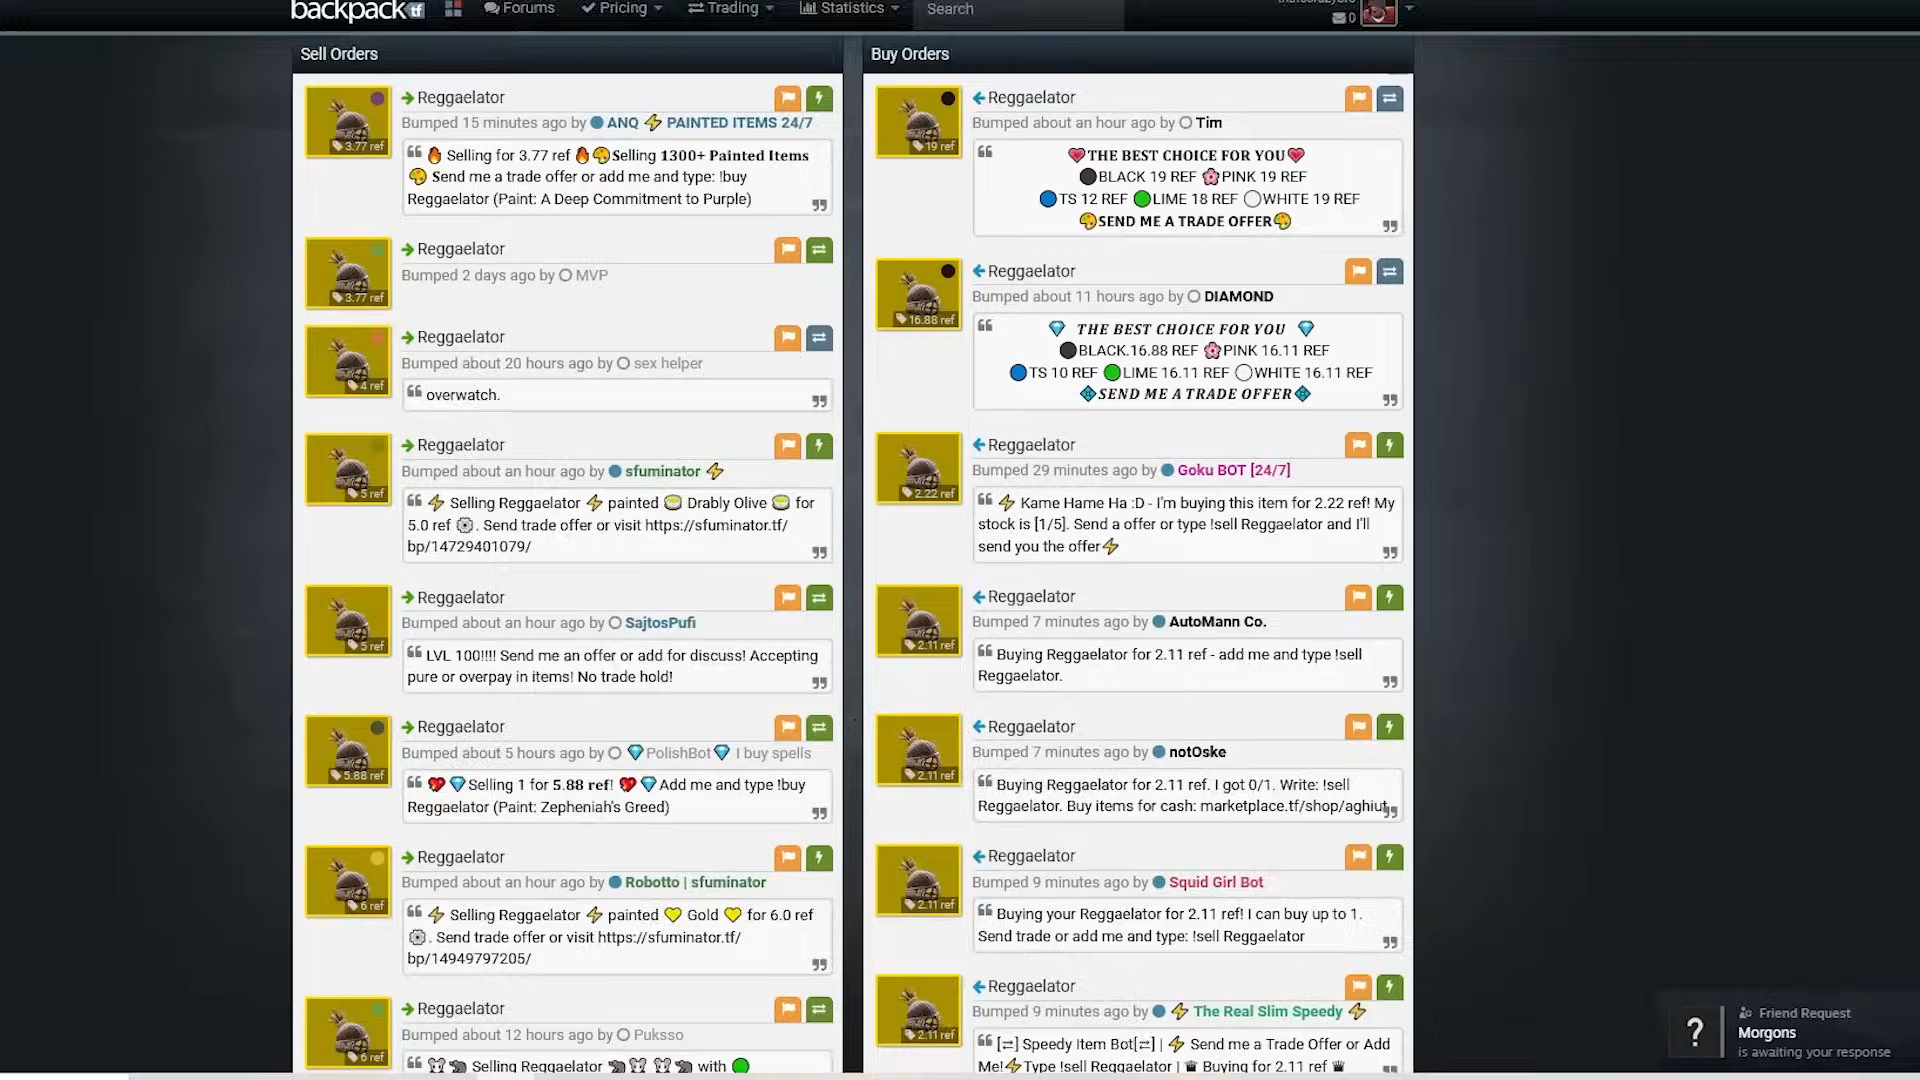 backpack tf
Forums
Pricing
Trading
Statistics
Search
0
Sell Orders
Reggaelator
3.77 ref
Bumped 15 minutes ago by ANQ ⚡ PAINTED ITEMS 24/7
🔥 Selling for 3.77 ref 🔥🎨Selling 1300+ Painted Items
🎨 Send me a trade offer or add me and type: !buy
Reggaelator (Paint: A Deep Commitment to Purple)
Reggaelator
3.77 ref
Bumped 2 days ago by MVP
Reggaelator
4 ref
Bumped about 20 hours ago by sex helper
overwatch.
Reggaelator
5 ref
Bumped about an hour ago by sfuminator ⚡
⚡ Selling Reggaelator ⚡ painted Drably Olive for
5.0 ref . Send trade offer or visit https://sfuminator.tf/
bp/14729401079/
Reggaelator
5 ref
Bumped about an hour ago by SajtosPufi
LVL 100!!!! Send me an offer or add for discuss! Accepting
pure or overpay in items! No trade hold!
Reggaelator
5.88 ref
Bumped about 5 hours ago by 💎PolishBot💎 I buy spells
💖💎Selling 1 for 5.88 ref! 💖💎Add me and type !buy
Reggaelator (Paint: Zepheniah's Greed)
Reggaelator
6 ref
Bumped about an hour ago by Robotto | sfuminator
⚡ Selling Reggaelator ⚡ painted 💛 Gold 💛 for 6.0 ref
. Send trade offer or visit https://sfuminator.tf/
bp/14949797205/
Reggaelator
6 ref
Bumped about 12 hours ago by Puksso
Selling Reggaelator with
Buy Orders
Reggaelator
19 ref
Bumped about an hour ago by Tim
💗THE BEST CHOICE FOR YOU💗
⚫BLACK 19 REF 🌸PINK 19 REF
🔵TS 12 REF 🟢LIME 18 REF ⚪WHITE 19 REF
🎨SEND ME A TRADE OFFER🎨
Reggaelator
16.88 ref
Bumped about 11 hours ago by DIAMOND
💎 THE BEST CHOICE FOR YOU 💎
⚫BLACK.16.88 REF 🌸PINK 16.11 REF
🔵TS 10 REF 🟢LIME 16.11 REF ⚪WHITE 16.11 REF
💠SEND ME A TRADE OFFER💠
Reggaelator
2.22 ref
Bumped 29 minutes ago by Goku BOT [24/7]
⚡ Kame Hame Ha :D - I'm buying this item for 2.22 ref! My
stock is [1/5]. Send a offer or type !sell Reggaelator and I'll
send you the offer⚡
Reggaelator
2.11 ref
Bumped 7 minutes ago by AutoMann Co.
Buying Reggaelator for 2.11 ref - add me and type !sell
Reggaelator.
Reggaelator
2.11 ref
Bumped 7 minutes ago by notOske
Buying Reggaelator for 2.11 ref. I got 0/1. Write: !sell
Reggaelator. Buy items for cash: marketplace.tf/shop/aghiut
Reggaelator
2.11 ref
Bumped 9 minutes ago by Squid Girl Bot
Buying your Reggaelator for 2.11 ref! I can buy up to 1.
Send trade or add me and type: !sell Reggaelator
Reggaelator
2.11 ref
Bumped 9 minutes ago by ⚡ The Real Slim Speedy ⚡
[⇄] Speedy Item Bot[⇄] | ⚡ Send me a Trade Offer or Add
Me!⚡Type !sell Reggaelator | ♛ Buying for 2.11 ref ♛
?
Friend Request
Morgons
is awaiting your response